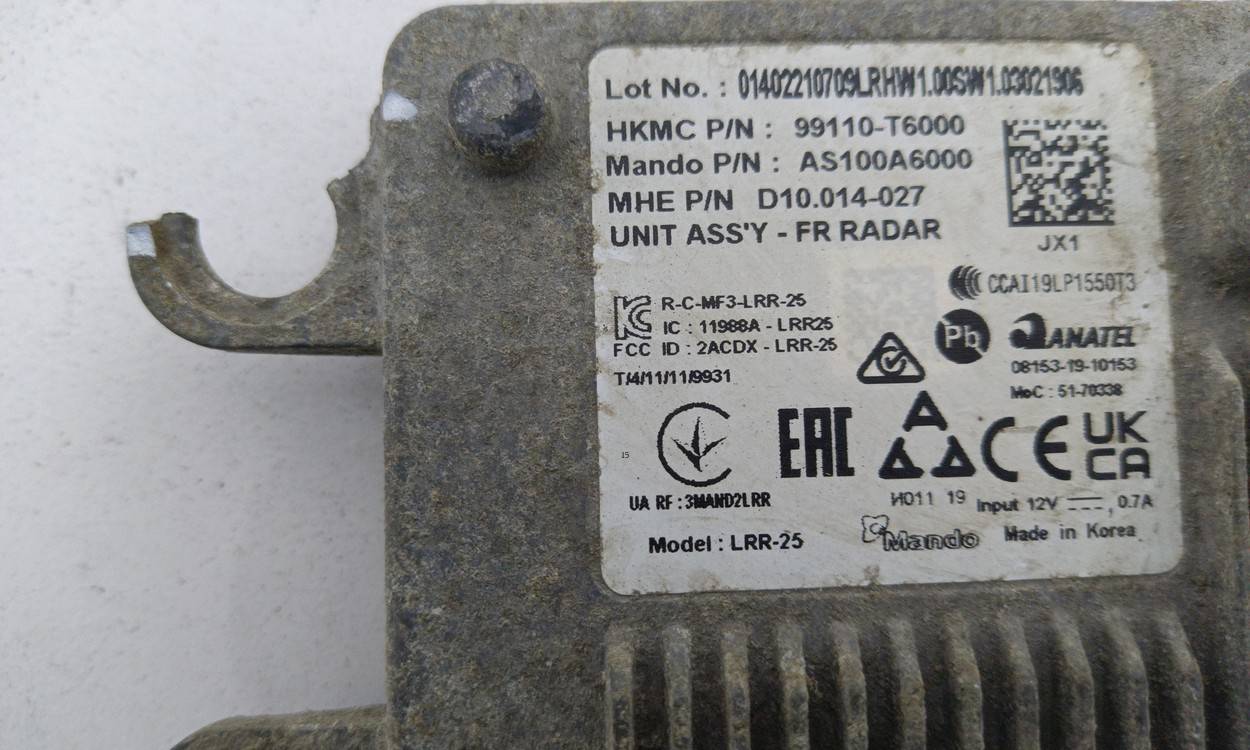 Lot No. : 01402210709LRHW1.00SW1.03021906
HKMC P/N : 99110-T6000
Mando P/N : AS100A6000
MHE P/N D10.014-027
UNIT ASS'Y - FR RADAR
JX1
CCAI19LP1550T3
R-C-MF3-LRR-25
IC : 11988A - LRR25
FCC ID : 2ACDX - LRR-25
T/4/11/11/9931
Pb
ANATEL
08153-19-10153
MoC : 51-70338
15
EAC
A
CE
UK
CA
UA RF : 3MAND2LRR
И011 19
Input 12V ⎓, 0.7A
Model : LRR-25
Mando
Made in Korea